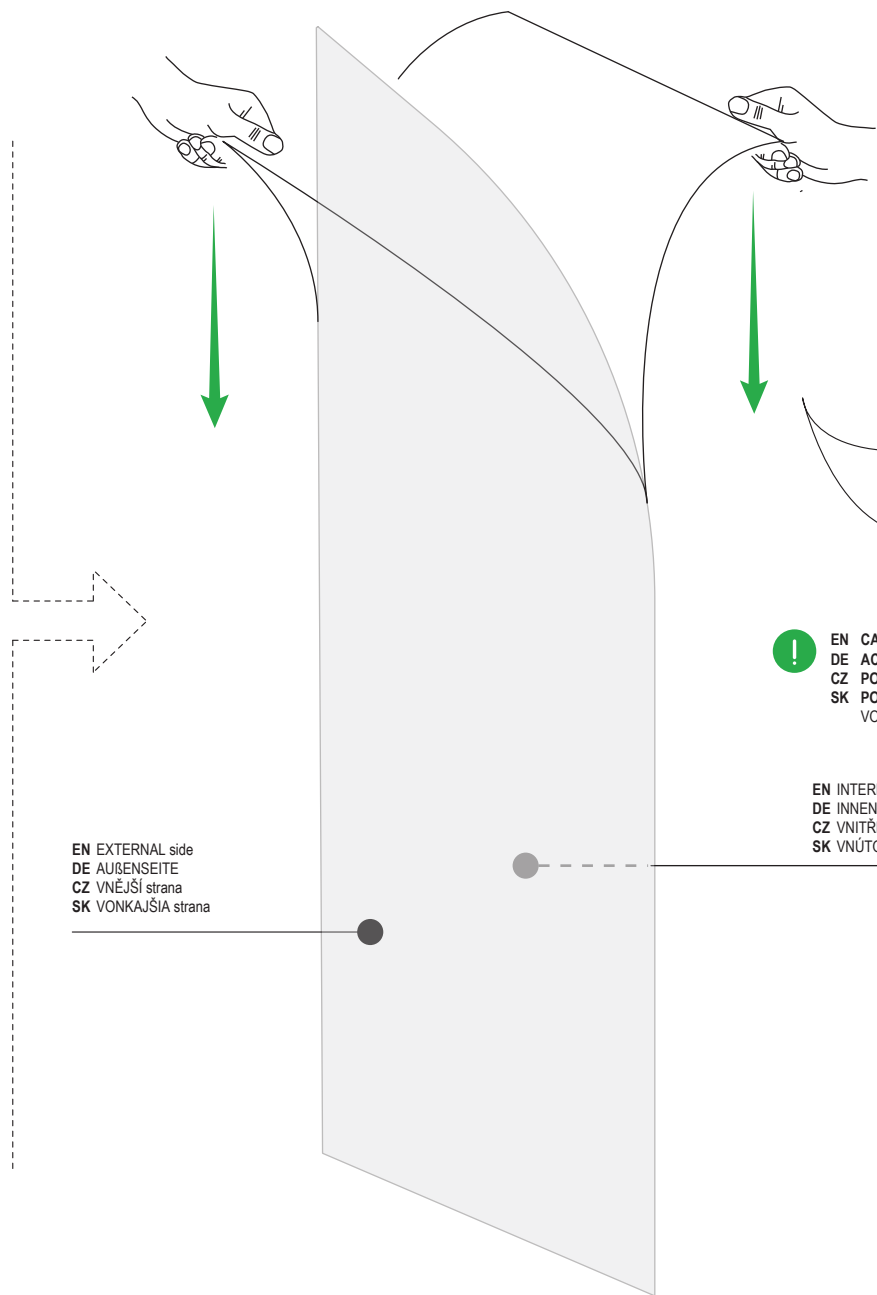 !
EN CA
DE AC
CZ PO
SK PO
VO
EN INTER
DE INNEN
CZ VNITŘ
SK VNÚTO
EN EXTERNAL side
DE AUßENSEITE
CZ VNĚJŠÍ strana
SK VONKAJŠIA strana